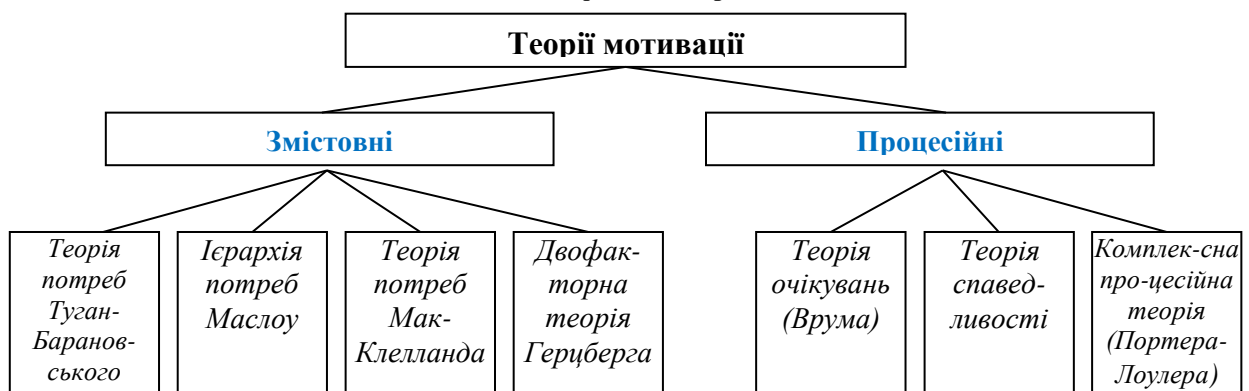 Теорії мотивації
Змістовні
Процесійні
Теорія
потреб
Туган-
Баранов-
ського
Ієрархія
потреб
Маслоу
Теорія
потреб
Мак-
Клелланда
Двофак-
торна
теорія
Герцберга
Теорія
очікувань
(Врума)
Теорія
спавед-
ливості
Комплек-сна
про-цесійна
теорія
(Портера-
Лоулера)